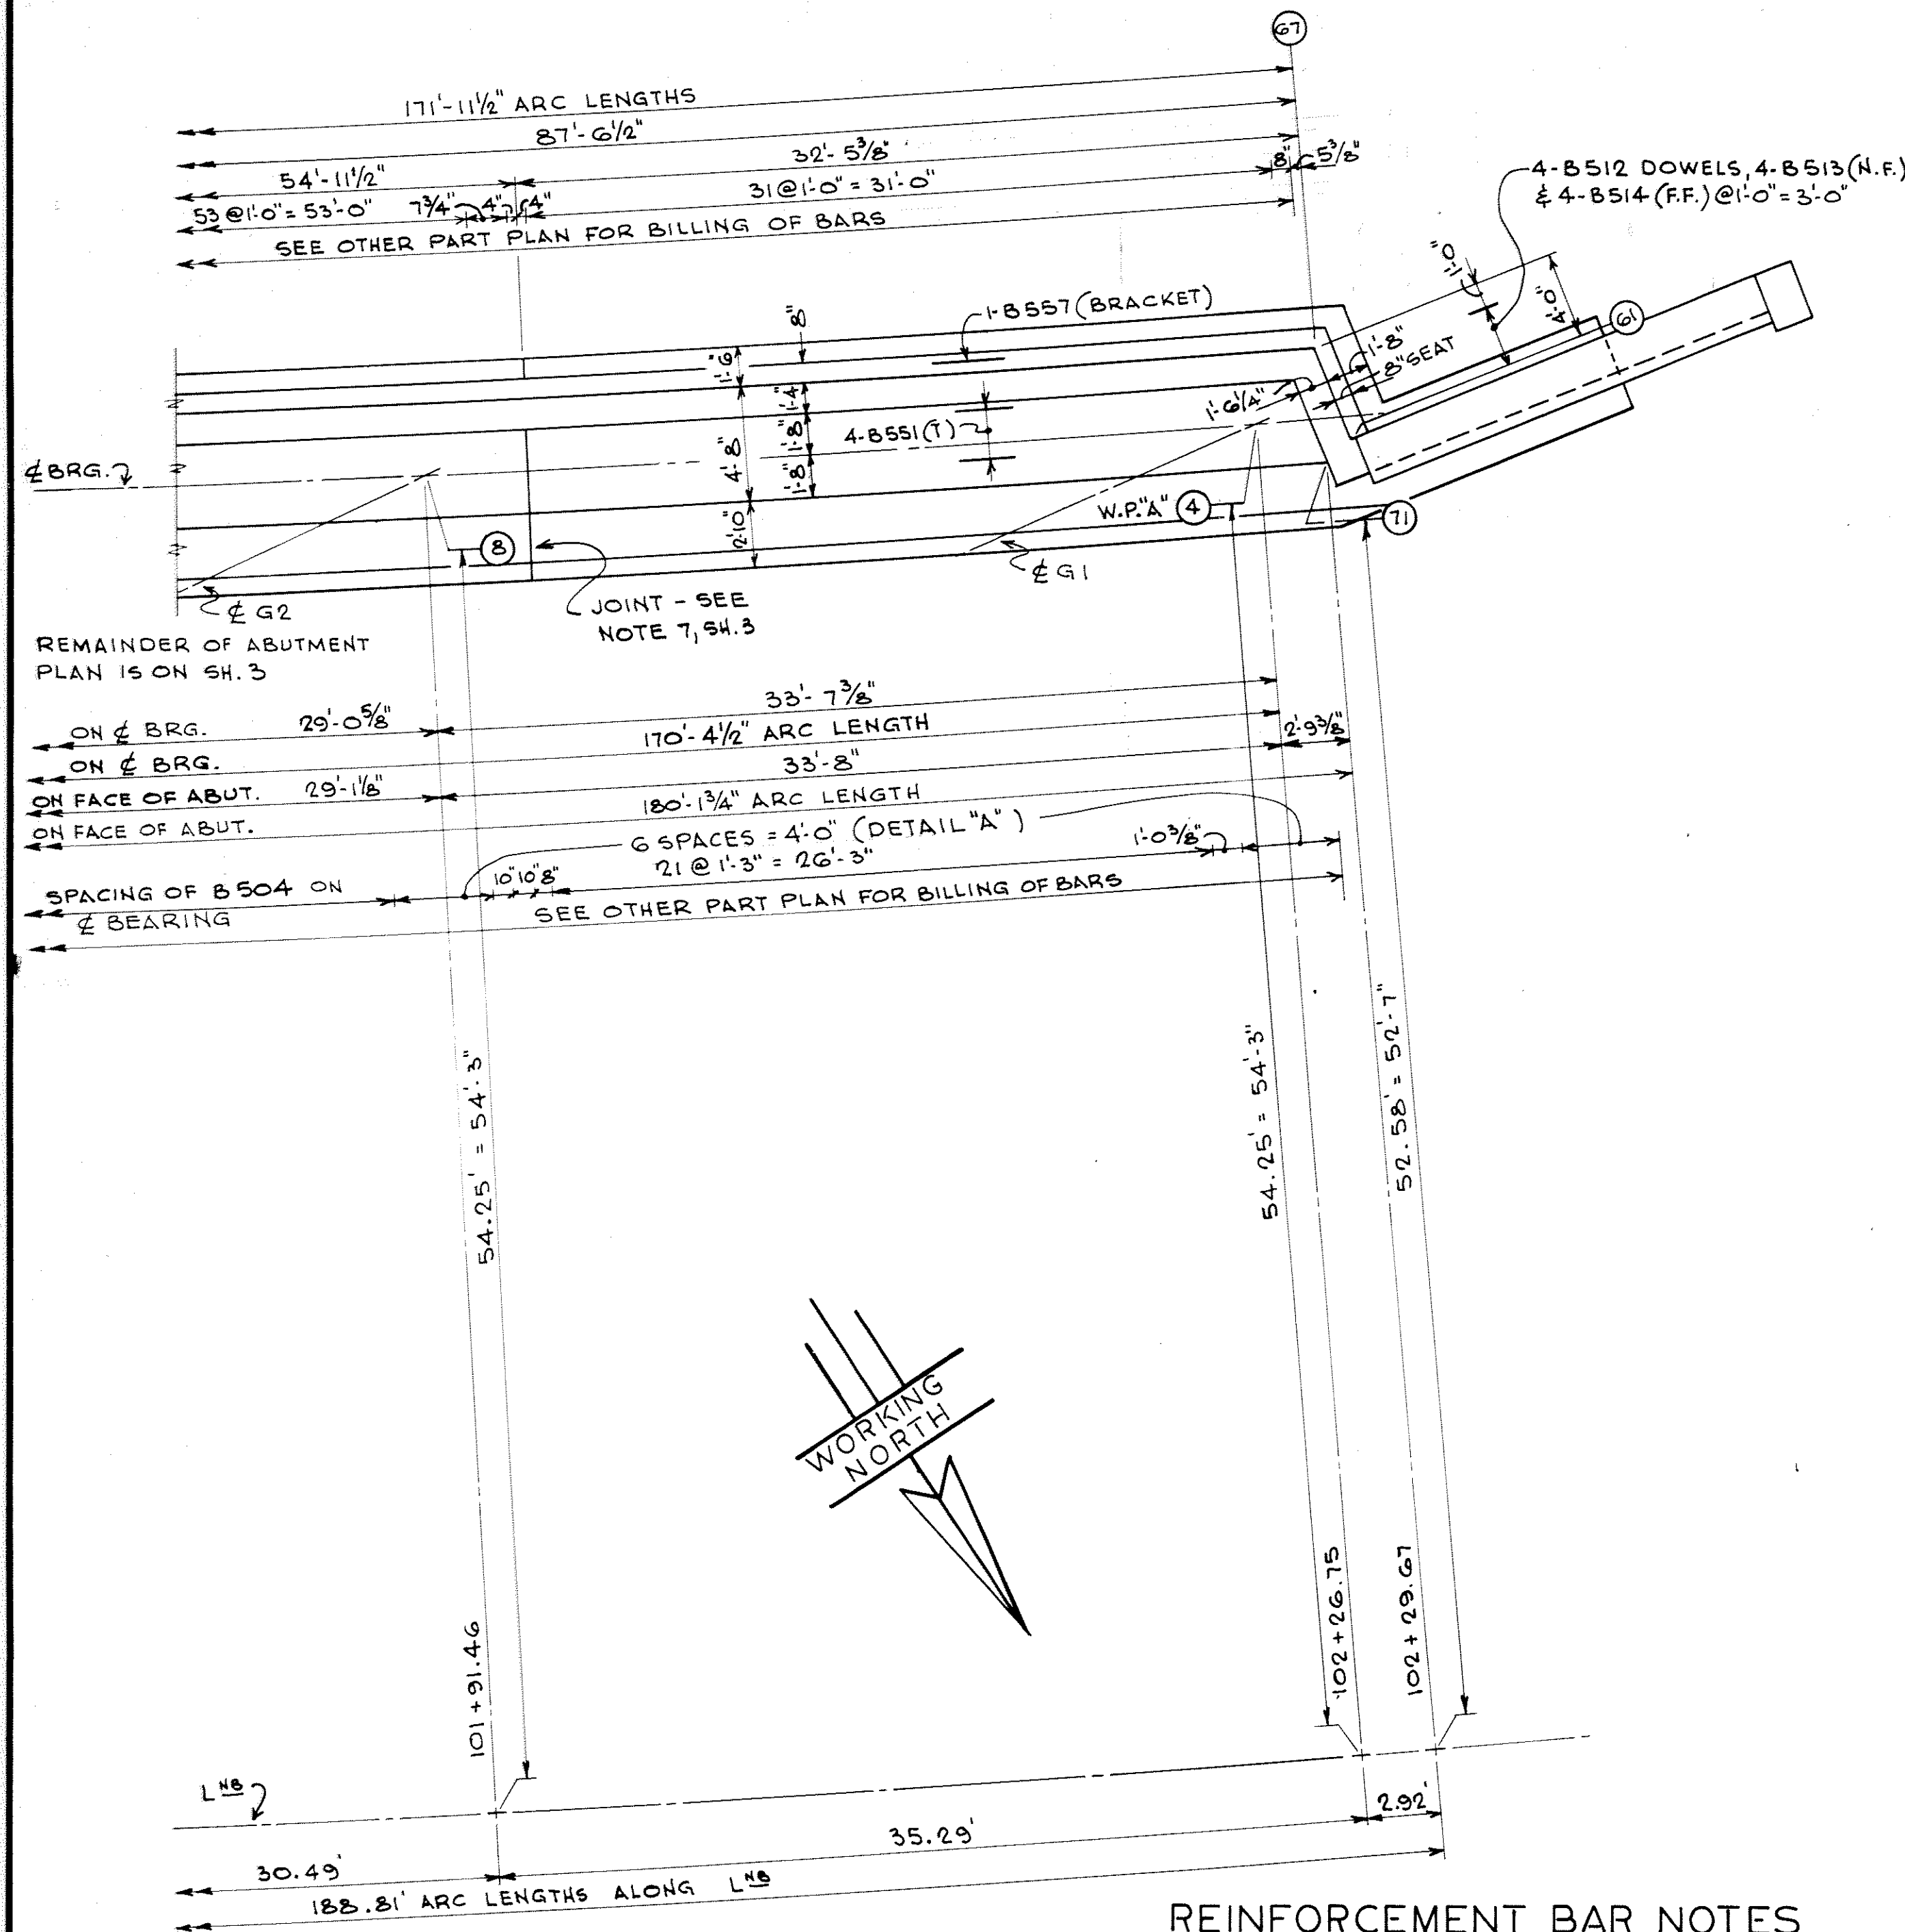 67
171'-11½" ARC LENGTHS
87'-6½"
54'-11½" 32'-5⅜"
8" 5⅜"
53 @ 1'-0" = 53'-0" 7¾" 4" 4" 31 @ 1'-0" = 31'-0"
SEE OTHER PART PLAN FOR BILLING OF BARS
4-B512 DOWELS, 4-B513 (N.F.)
& 4-B514 (F.F.) @ 1'-0" = 3'-0"
1'-0"
4'-0"
61
1-B557 (BRACKET)
8"
1'-6"
1'-4"
1'-8"
1'-8"
4'-8"
2'-10"
4-B551 (T)
1'-6¼"
1'-8"
8" SEAT
℄ BRG.
8
W.P. "A" 4
71
℄ G1
℄ G2
JOINT - SEE
NOTE 7, SH. 3
REMAINDER OF ABUTMENT
PLAN IS ON SH. 3
ON ℄ BRG. 29'-0⅝" 33'-7⅜"
ON ℄ BRG. 170'-4½" ARC LENGTH 2'-9⅜"
ON FACE OF ABUT. 29'-1⅛" 33'-8"
ON FACE OF ABUT. 180'-1¾" ARC LENGTH
6 SPACES = 4'-0" (DETAIL "A")
10" 10" 8" 21 @ 1'-3" = 26'-3" 1'-0⅜"
SPACING OF B504 ON
℄ BEARING
SEE OTHER PART PLAN FOR BILLING OF BARS
54.25' = 54'-3"
54.25' = 54'-3"
52.58' = 52'-7"
WORKING
NORTH
101+91.46
102+26.75
102+29.67
L NB
2.92'
35.29'
30.49'
188.81' ARC LENGTHS ALONG L NB
REINFORCEMENT BAR NOTES